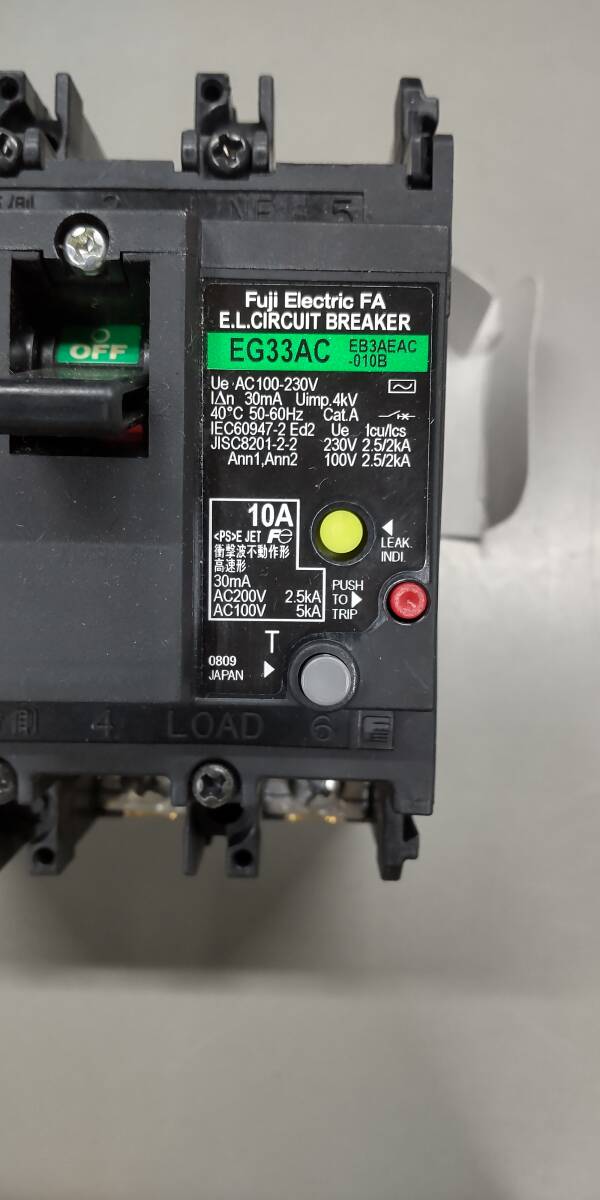 LINE 5
OFF
Fuji Electric FA
E.L.CIRCUIT BREAKER
EG33AC EB3AEAC
-010B
Ue AC100-230V
IΔn 30mA Uimp.4kV
40°C 50-60Hz Cat.A
IEC60947-2 Ed2 Ue Icu/Ics
JISC8201-2-2 230V 2.5/2kA
Ann1,Ann2 100V 2.5/2kA
10A
<PS>E JET Fe
衝撃波不動作形
高速形
30mA
AC200V 2.5kA
AC100V 5kA
LEAK.
INDI.
PUSH
TO
TRIP
T
0809
JAPAN
4 LOAD 6